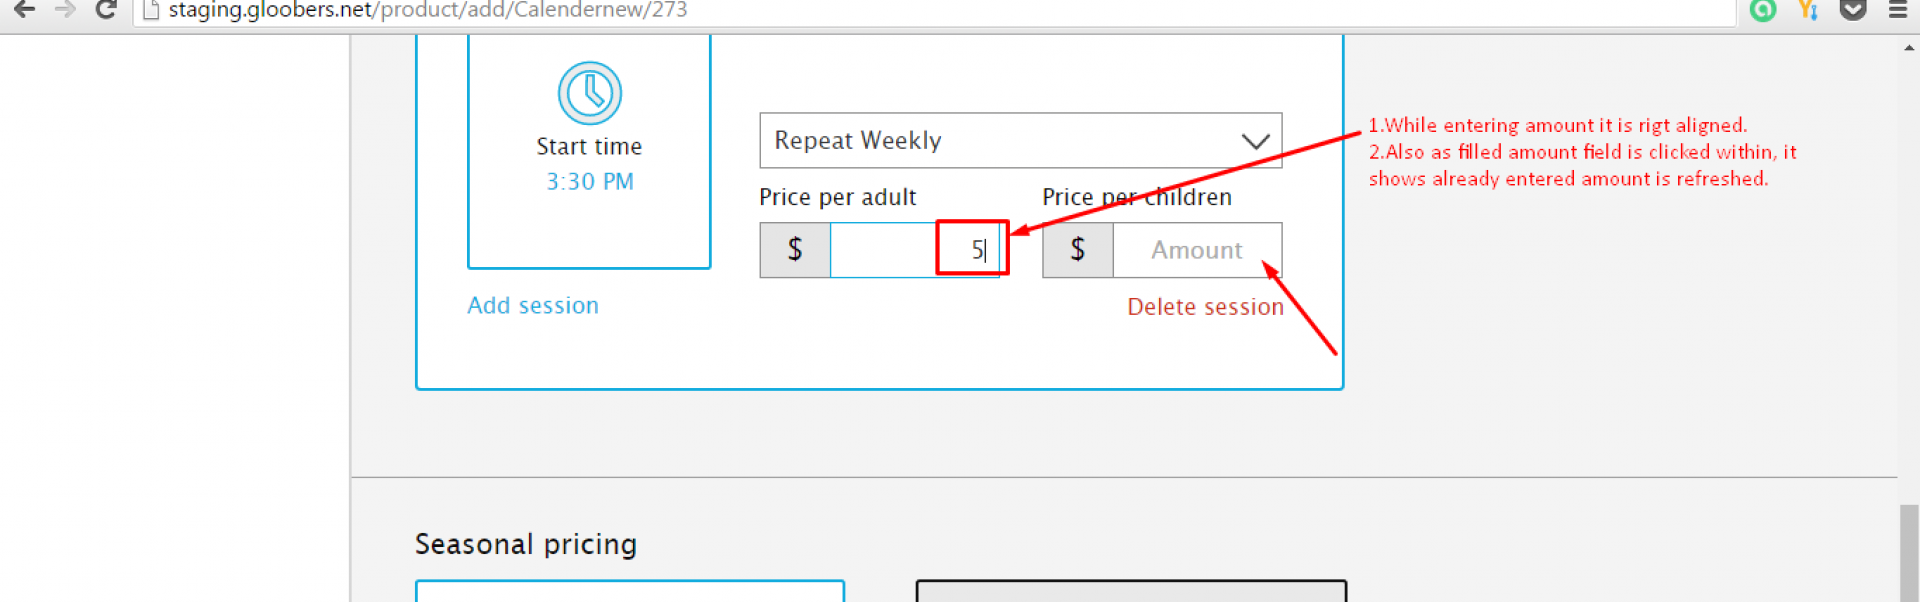 staging.gloobers.net/product/add/Calendernew/273
Start time
3:30 PM
Repeat Weekly
1.While entering amount it is rigt aligned.
2.Also as filled amount field is clicked within, it
shows already entered amount is refreshed.
Price per adult
Price per children
$
5
$
Amount
Add session
Delete session
Seasonal pricing